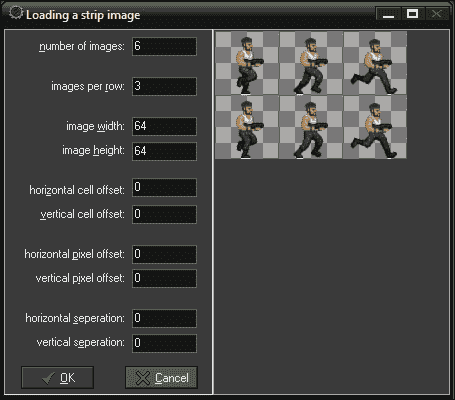 Loading a strip image
number of images: 6
images per row: 3
image width: 64
image height: 64
horizontal cell offset: 0
vertical cell offset: 0
horizontal pixel offset: 0
vertical pixel offset: 0
horizontal seperation: 0
vertical seperation: 0
OK Cancel